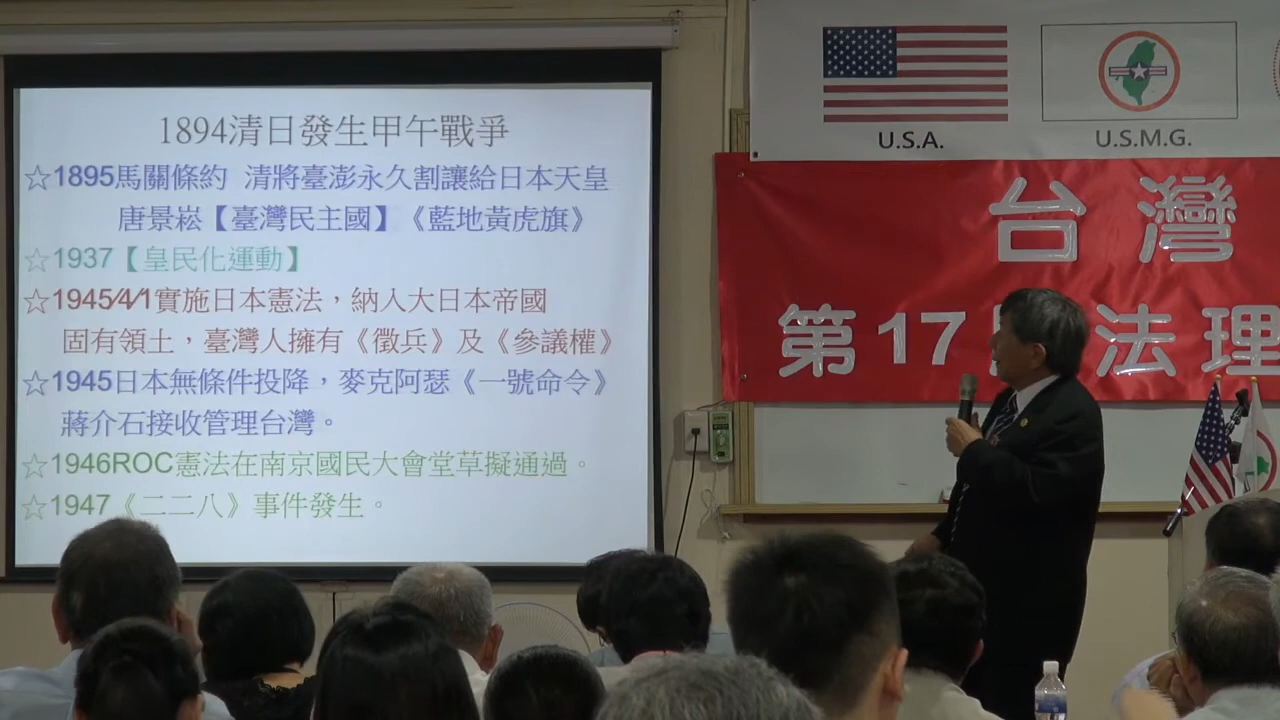 1894清日發生甲午戰爭
☆1895馬關條約 清將臺澎永久割讓給日本天皇
唐景崧【臺灣民主國】《藍地黃虎旗》
☆1937【皇民化運動】
☆1945/4/1實施日本憲法，納入大日本帝國
固有領土，臺灣人擁有《徵兵》及《參議權》
☆1945日本無條件投降，麥克阿瑟《一號命令》
蔣介石接收管理台灣。
☆1946ROC憲法在南京國民大會堂草擬通過。
☆1947《二二八》事件發生。
U.S.A.
U.S.M.G.
台灣
第17 法理